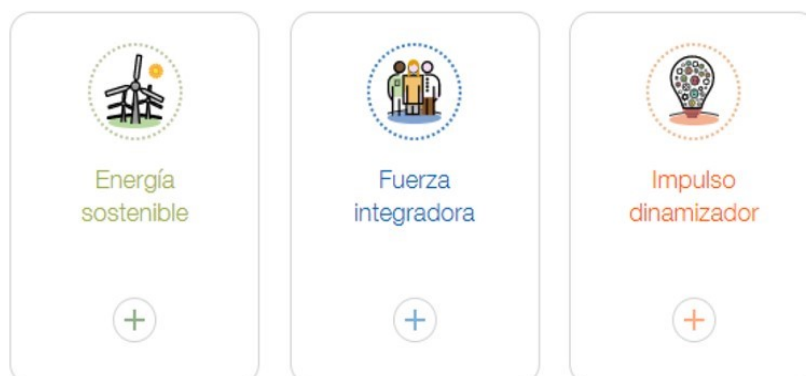 Energía
sostenible
Fuerza
integradora
Impulso
dinamizador